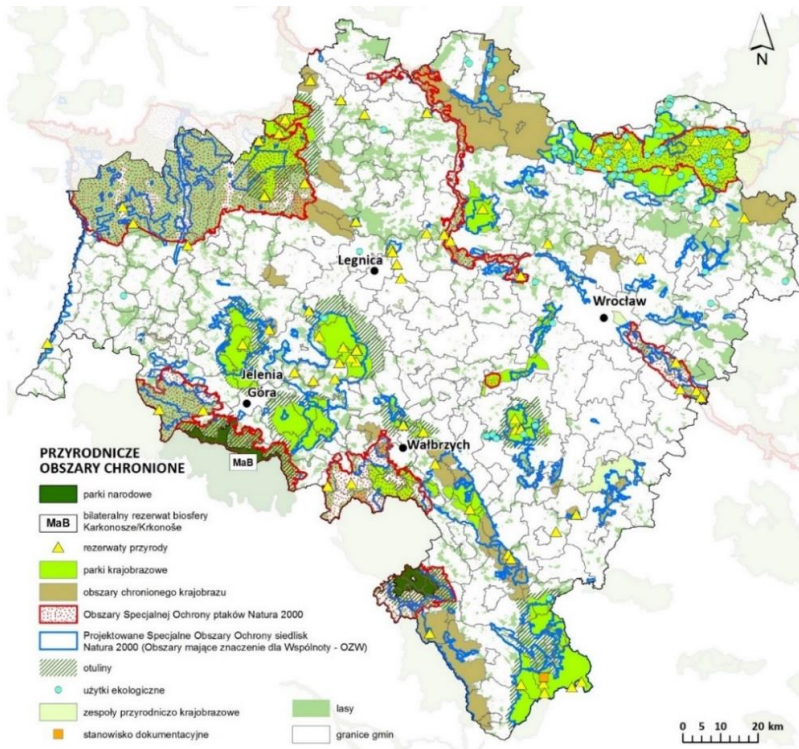 N
Legnica
Wrocław
Jelenia
Góra
Wałbrzych
MaB
PRZYRODNICZE
OBSZARY CHRONIONE
parki narodowe
MaB
bilateralny rezerwat biosfery
Karkonosze/Krkonoše
rezerwaty przyrody
parki krajobrazowe
obszary chronionego krajobrazu
Obszary Specjalnej Ochrony ptaków Natura 2000
Projektowane Specjalne Obszary Ochrony siedlisk
Natura 2000 (Obszary mające znaczenie dla Wspólnoty - OZW)
otuliny
użytki ekologiczne
zespoły przyrodniczo krajobrazowe
stanowisko dokumentacyjne
lasy
granice gmin
0 5 10 20 km